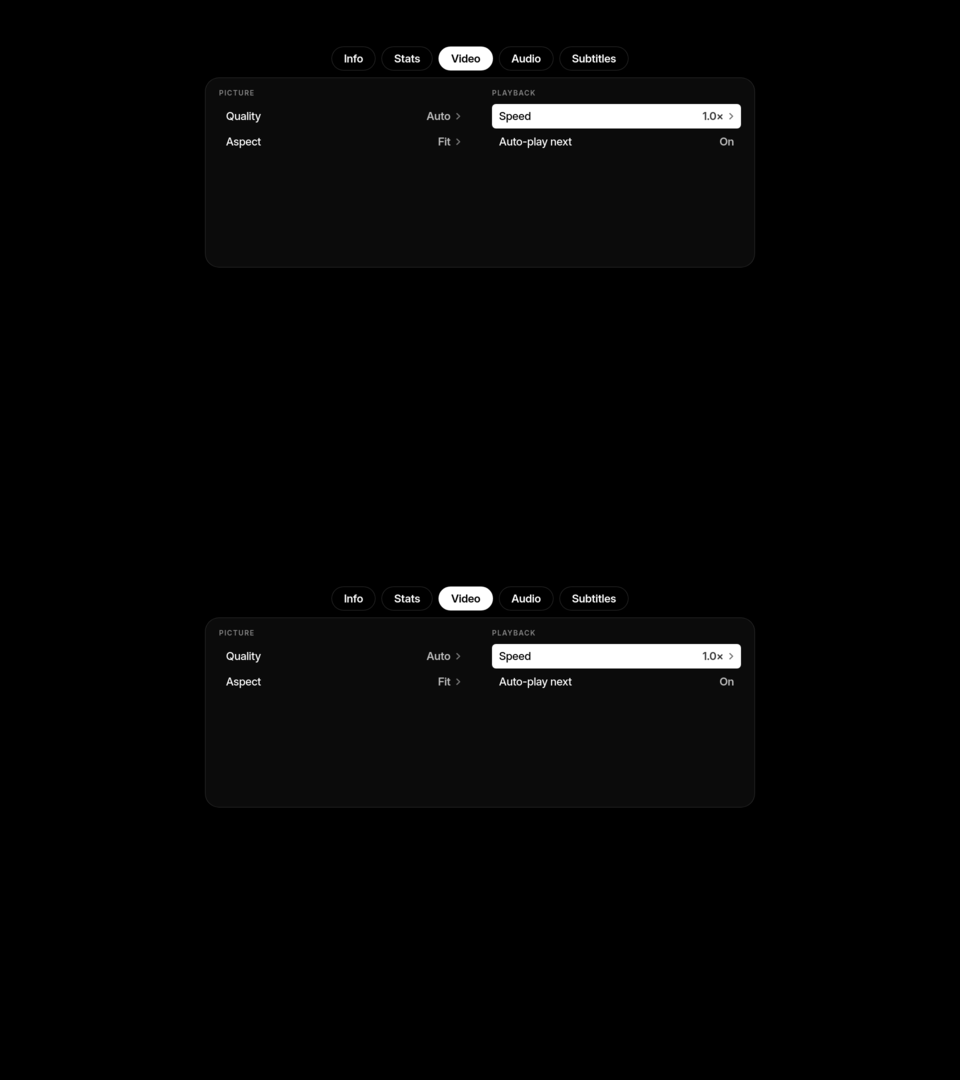 Info Stats Video Audio Subtitles
PICTURE
Quality Auto
Aspect Fit
PLAYBACK
Speed 1.0×
Auto-play next On
Info Stats Video Audio Subtitles
PICTURE
Quality Auto
Aspect Fit
PLAYBACK
Speed 1.0×
Auto-play next On